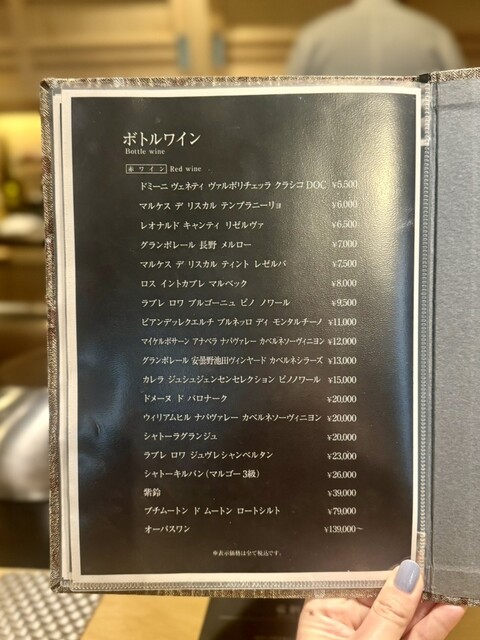 ボトルワイン
Bottle wine
赤ワイン Red wine
ドミーニ ヴェネティ ヴァルポリチェッラ クラシコ DOC ¥5,500
マルケス デ リスカル テンプラニーリョ ¥6,000
レオナルド キャンティ リゼルヴァ ¥6,500
グランポレール 長野 メルロー ¥7,000
マルケス デ リスカル ティント レゼルバ ¥7,500
ロス イントカブレ マルベック ¥8,000
ラブレ ロワ ブルゴーニュ ピノ ノワール ¥9,500
ピアンデッレクエルチ ブルネッロ ディ モンタルチーノ ¥11,000
マイケルポサーン アナベラ ナパヴァレー カベルネソーヴィニヨン ¥12,000
グランポレール 安曇野池田ヴィンヤード カベルネシラーズ ¥13,000
カレラ ジュシュジェンセンセレクション ピノノワール ¥15,000
ドメーヌ ド バロナーク ¥20,000
ウィリアムヒル ナパヴァレー カベルネソーヴィニヨン ¥20,000
シャトーラグランジュ ¥20,000
ラブレ ロワ ジュヴレシャンベルタン ¥23,000
シャトーキルバン(マルゴー3級) ¥26,000
紫鈴 ¥39,000
プチムートン ド ムートン ロートシルト ¥79,000
オーパスワン ¥139,000〜
※表示価格は全て税込です。